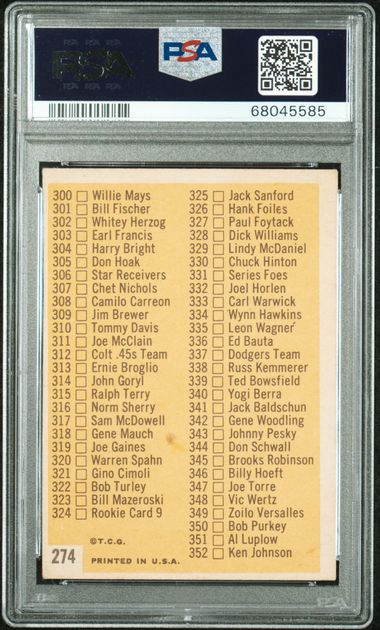 PSA
PSA
68045585
300 Willie Mays
301 Bill Fischer
302 Whitey Herzog
303 Earl Francis
304 Harry Bright
305 Don Hoak
306 Star Receivers
307 Chet Nichols
308 Camilo Carreon
309 Jim Brewer
310 Tommy Davis
311 Joe McClain
312 Colt .45s Team
313 Ernie Broglio
314 John Goryl
315 Ralph Terry
316 Norm Sherry
317 Sam McDowell
318 Gene Mauch
319 Joe Gaines
320 Warren Spahn
321 Gino Cimoli
322 Bob Turley
323 Bill Mazeroski
324 Rookie Card 9
325 Jack Sanford
326 Hank Foiles
327 Paul Foytack
328 Dick Williams
329 Lindy McDaniel
330 Chuck Hinton
331 Series Foes
332 Joel Horlen
333 Carl Warwick
334 Wynn Hawkins
335 Leon Wagner
336 Ed Bauta
337 Dodgers Team
338 Russ Kemmerer
339 Ted Bowsfield
340 Yogi Berra
341 Jack Baldschun
342 Gene Woodling
343 Johnny Pesky
344 Don Schwall
345 Brooks Robinson
346 Billy Hoeft
347 Joe Torre
348 Vic Wertz
349 Zoilo Versalles
350 Bob Purkey
351 Al Luplow
352 Ken Johnson
©T.C.G.
274 PRINTED IN U.S.A.